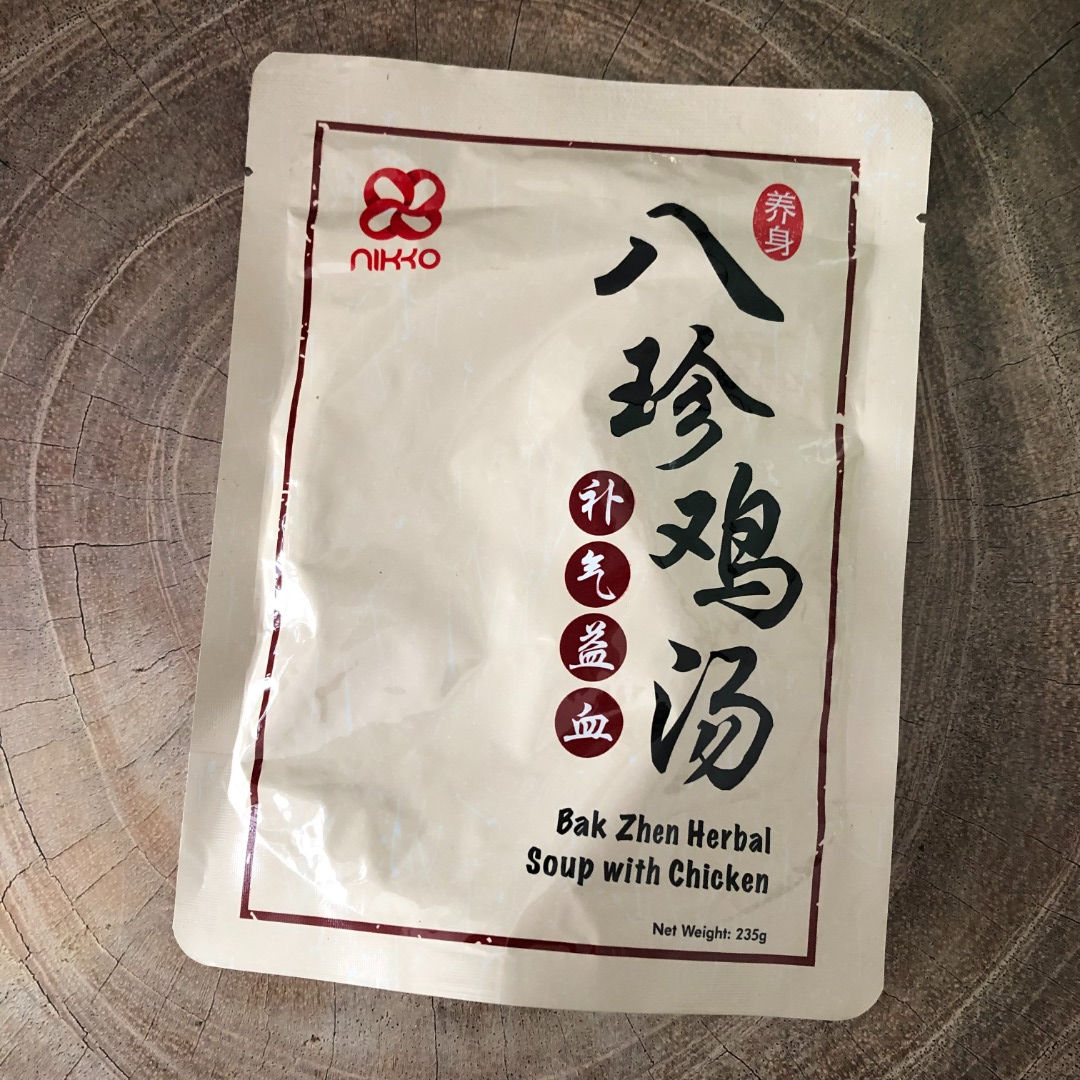 nikko
养身
八珍鸡汤
补气益血
Bak Zhen Herbal
Soup with Chicken
Net Weight: 235g